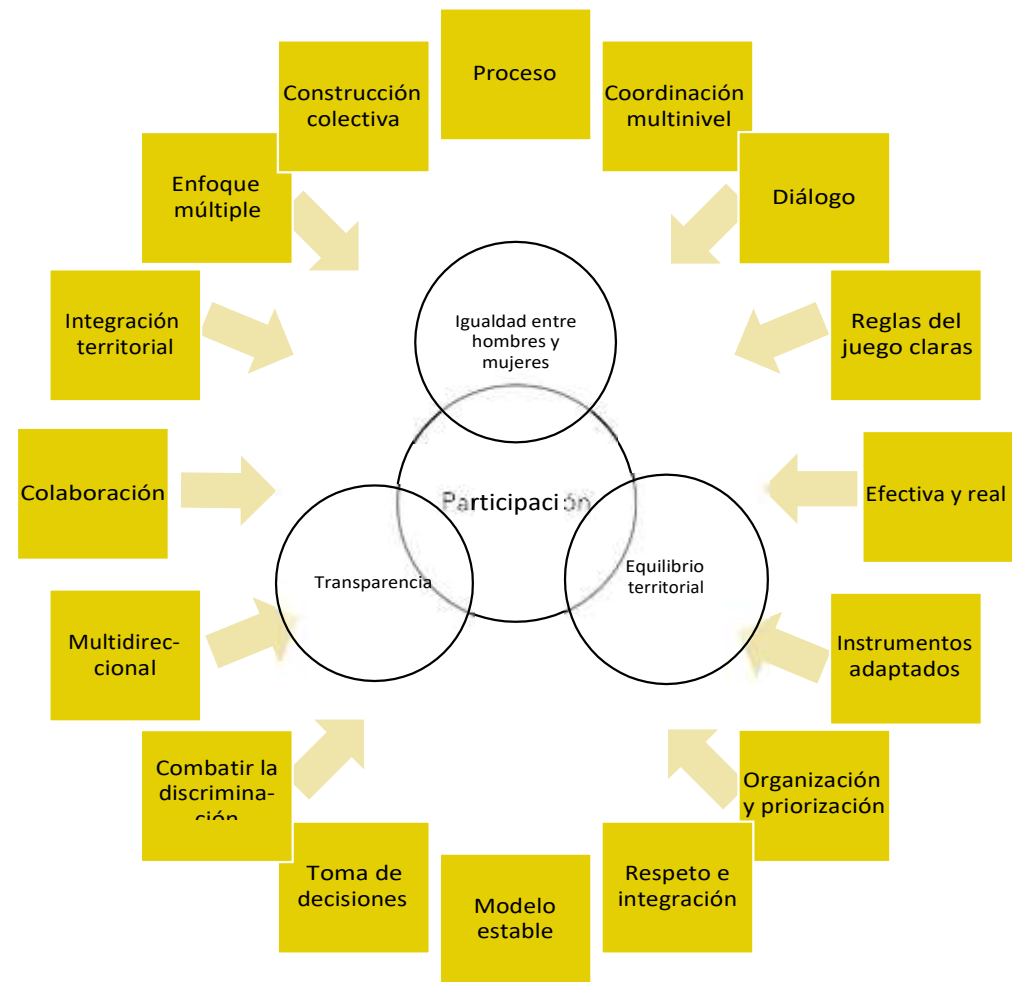 Proceso
Coordinación
multinivel
Diálogo
Reglas del
juego claras
Efectiva y real
Instrumentos
adaptados
Organización
y priorización
Respeto e
integración
Modelo
estable
Toma de
decisiones
Combatir la
discrimina-
ción
Multidirec-
cional
Colaboración
Integración
territorial
Enfoque
múltiple
Construcción
colectiva
Igualdad entre
hombres y
mujeres
Participación
Transparencia
Equilibrio
territorial